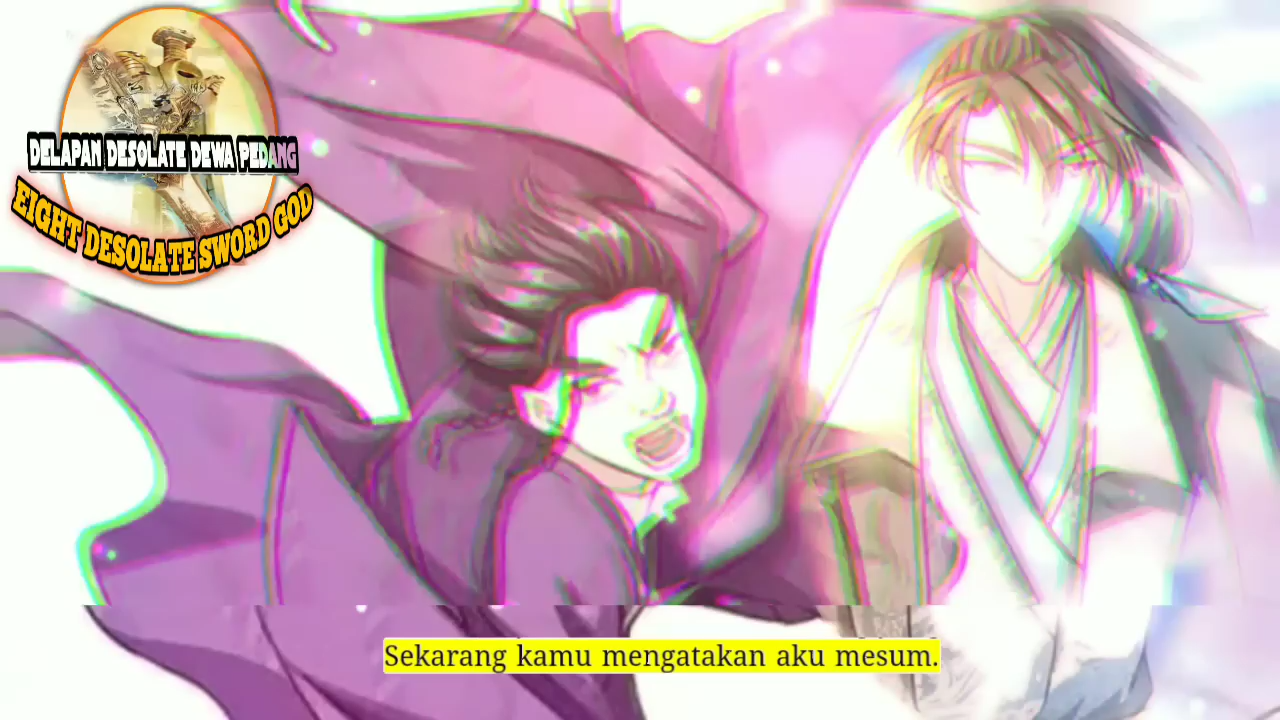 DELAPAN DESOLATE DEWA PEDANG
EIGHT DESOLATE SWORD GOD
Sekarang kamu mengatakan aku mesum.